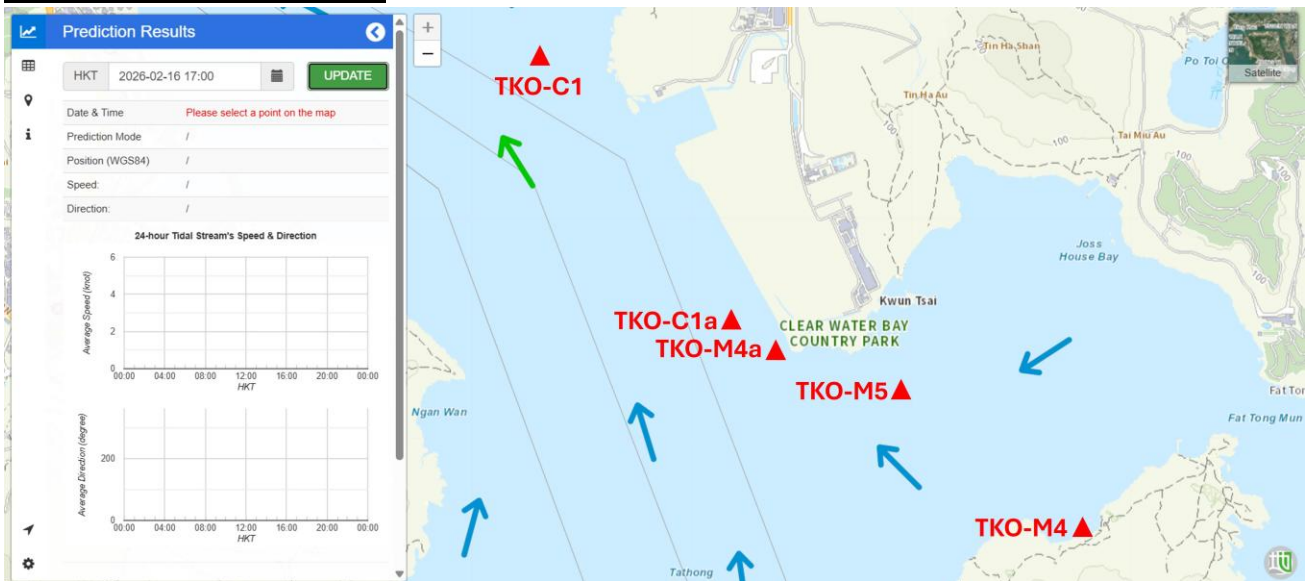 Prediction Results
HKT 2026-02-16 17:00 UPDATE
Date & Time Please select a point on the map
Prediction Mode /
Position (WGS84) /
Speed: /
Direction: /
24-hour Tidal Stream's Speed & Direction
Average Speed (knot)
6
4
2
0
00:00 04:00 08:00 12:00 16:00 20:00 00:00
HKT
Average Direction (degree)
200
0
00:00 04:00 08:00 12:00 16:00 20:00 00:00
HKT
+
−
TKO-C1
Tin Ha Shan
Po Toi
Satellite
Tin Ha Au
100
Tai Miu Au
100
100
100
Joss
House Bay
Kwun Tsai
TKO-C1a
CLEAR WATER BAY
COUNTRY PARK
TKO-M4a
TKO-M5
Fat Ton
Ngan Wan
Fat Tong Mun
TKO-M4
Tathong